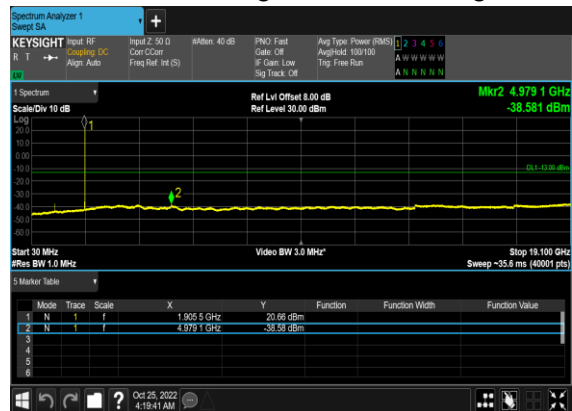 Spectrum Analyzer 1
Swept SA
+
KEYSIGHT Input: RF Input Z: 50 Ω #Atten: 40 dB PNO: Fast Avg Type: Power (RMS) 1 2 3 4 5 6
R T Coupling: DC Corr CCorr Gate: Off Avg|Hold: 100/100 A W W W W W
Align: Auto Freq Ref: Int (S) IF Gain: Low Trig: Free Run
LW Sig Track: Off A N N N N N
1 Spectrum Ref Lvl Offset 8.00 dB Mkr2 4.979 1 GHz
Scale/Div 10 dB Ref Level 30.00 dBm -38.581 dBm
Log
20.0
10.0
0.00
-10.0
DL1 -13.00 dBm
-20.0
-30.0
-40.0
-50.0
-60.0
1
2
Start 30 MHz Video BW 3.0 MHz* Stop 19.100 GHz
#Res BW 1.0 MHz Sweep ~35.6 ms (40001 pts)
5 Marker Table
Mode Trace Scale X Y Function Function Width Function Value
1 N 1 f 1.905 5 GHz 20.66 dBm
2 N 1 f 4.979 1 GHz -38.58 dBm
3
4
5
6
? Oct 25, 2022
4:19:41 AM